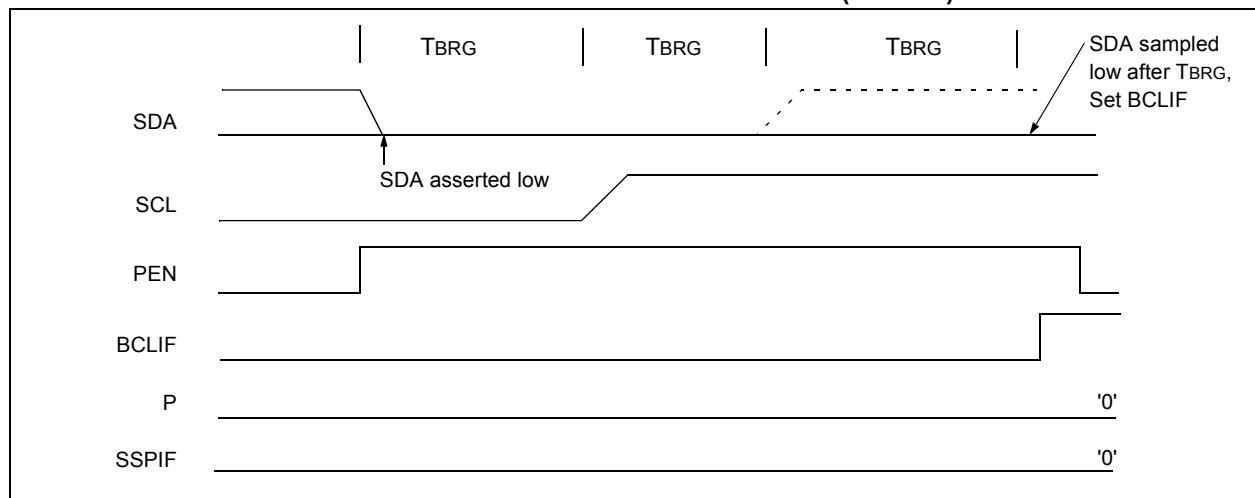 TBRG TBRG TBRG
SDA sampled
low after TBRG,
Set BCLIF
SDA
SDA asserted low
SCL
PEN
BCLIF
P '0'
SSPIF '0'